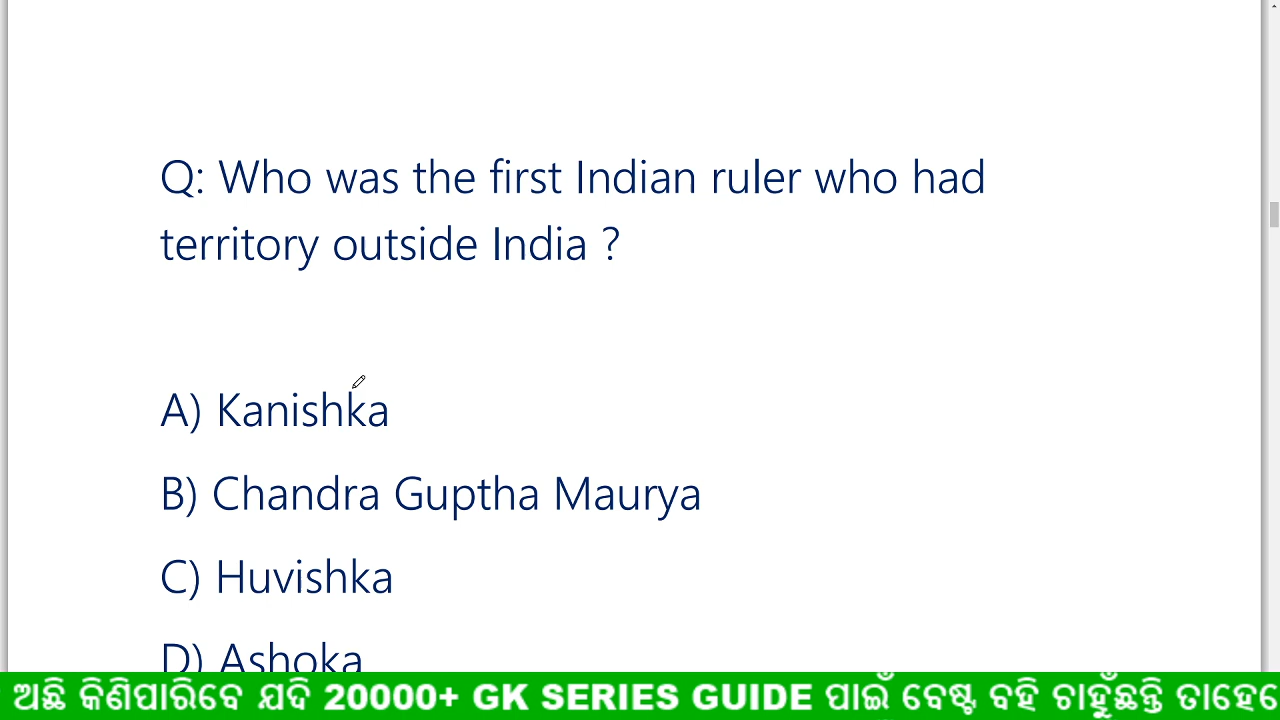 Q: Who was the first Indian ruler who had
territory outside India ?
A) Kanishka
B) Chandra Guptha Maurya
C) Huvishka
D) Ashoka
ଅଛି କିଣିପାରିବେ ଯଦି 20000+ GK SERIES GUIDE ପାଇଁ ବେଷ୍ଟ ବହି ଚାହୁଁଛନ୍ତି ତାହେଲେ